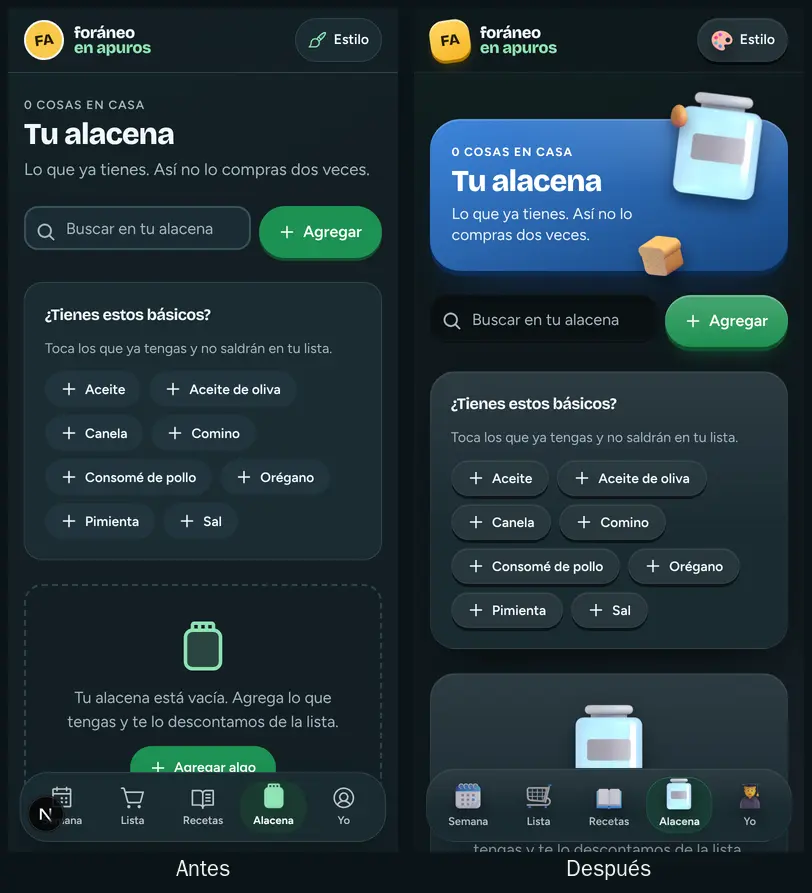 FA
foráneo
en apuros
Estilo
0 COSAS EN CASA
Tu alacena
Lo que ya tienes. Así no lo compras dos veces.
Buscar en tu alacena
+ Agregar
¿Tienes estos básicos?
Toca los que ya tengas y no saldrán en tu lista.
+ Aceite + Aceite de oliva
+ Canela + Comino
+ Consomé de pollo + Orégano
+ Pimienta + Sal
Tu alacena está vacía. Agrega lo que
tengas y te lo descontamos de la lista.
+ Agregar algo
N
ana Lista Recetas Alacena Yo
Antes
FA
foráneo
en apuros
Estilo
0 COSAS EN CASA
Tu alacena
Lo que ya tienes. Así no lo
compras dos veces.
Buscar en tu alacena
+ Agregar
¿Tienes estos básicos?
Toca los que ya tengas y no saldrán en tu lista.
+ Aceite + Aceite de oliva
+ Canela + Comino
+ Consomé de pollo + Orégano
+ Pimienta + Sal
Semana Lista Recetas Alacena Yo
tengas y te lo descontamos de la lista.
Después